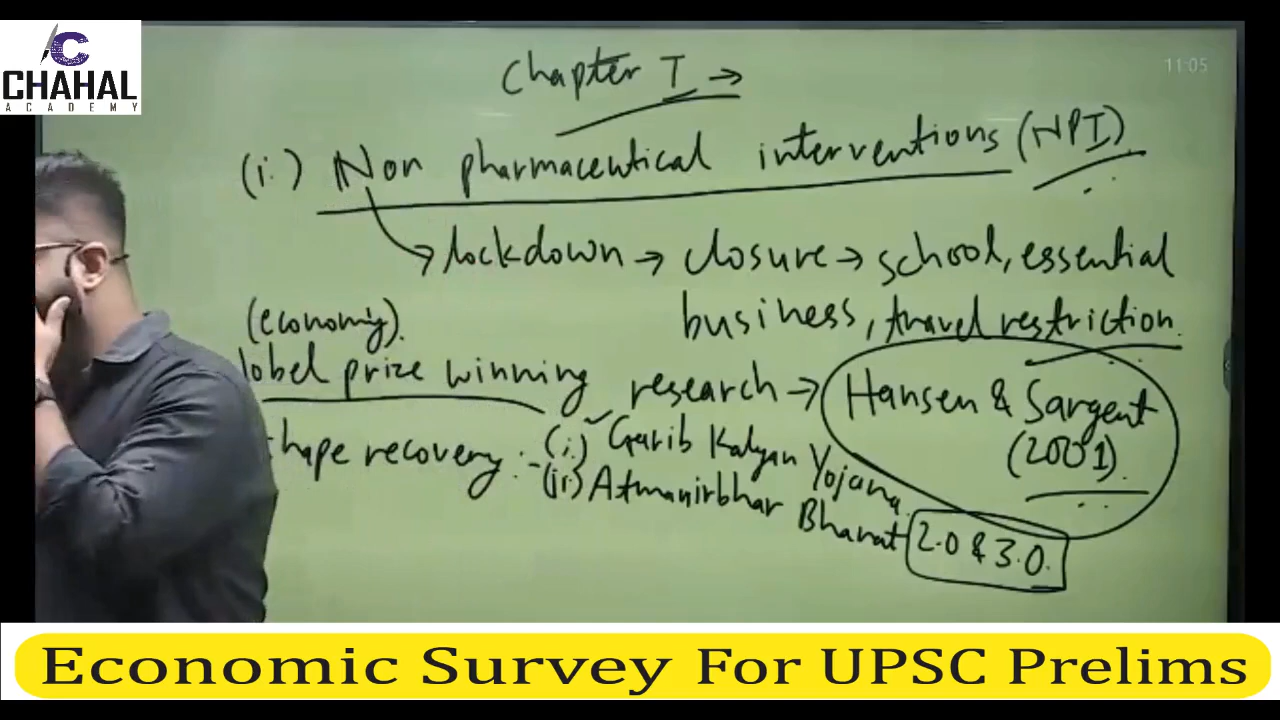 CHAHAL
ACADEMY
11:05
Chapter I →
(i.) Non pharmaceutical interventions (NPI)
→ lockdown → closure → school, essential
business, travel restriction.
(economy).
lobel prize winning research → Hansen & Sargent
(2001).
hape recovery :- (i.) Garib Kalyan Yojana.
(ii) Atmanirbhar Bharat 2.0 & 3.0.
Economic Survey For UPSC Prelims